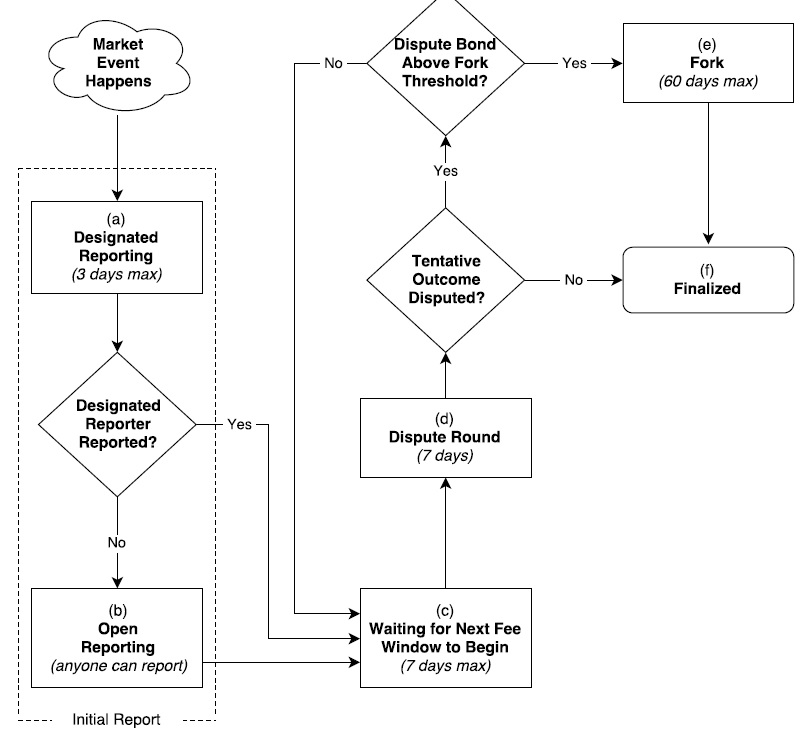 Market
Event
Happens
(a)
Designated
Reporting
(3 days max)
Designated
Reporter
Reported?
Yes
No
(b)
Open
Reporting
(anyone can report)
Initial Report
Dispute Bond
Above Fork
Threshold?
No
Yes
Yes
Tentative
Outcome
Disputed?
No
(d)
Dispute Round
(7 days)
(c)
Waiting for Next Fee
Window to Begin
(7 days max)
(e)
Fork
(60 days max)
(f)
Finalized